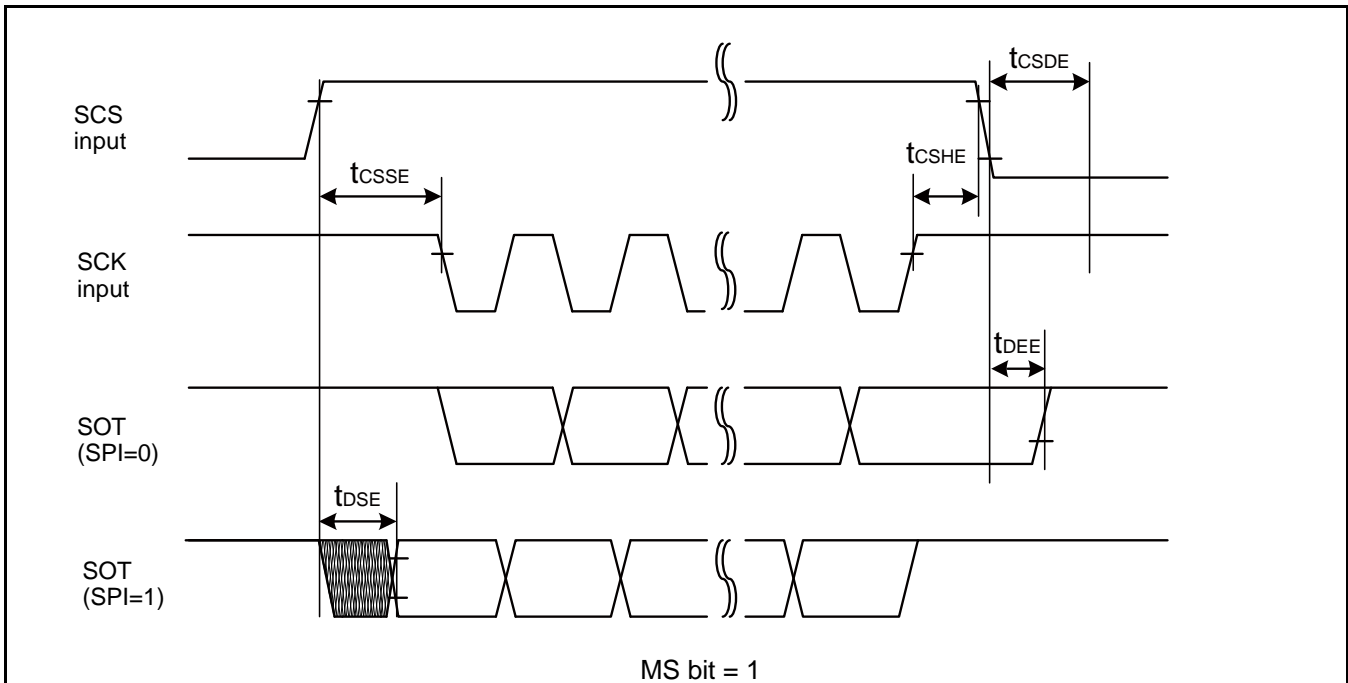 tCSDE
SCS
input
tCSHE
tCSSE
SCK
input
tDEE
SOT
(SPI=0)
tDSE
SOT
(SPI=1)
MS bit = 1